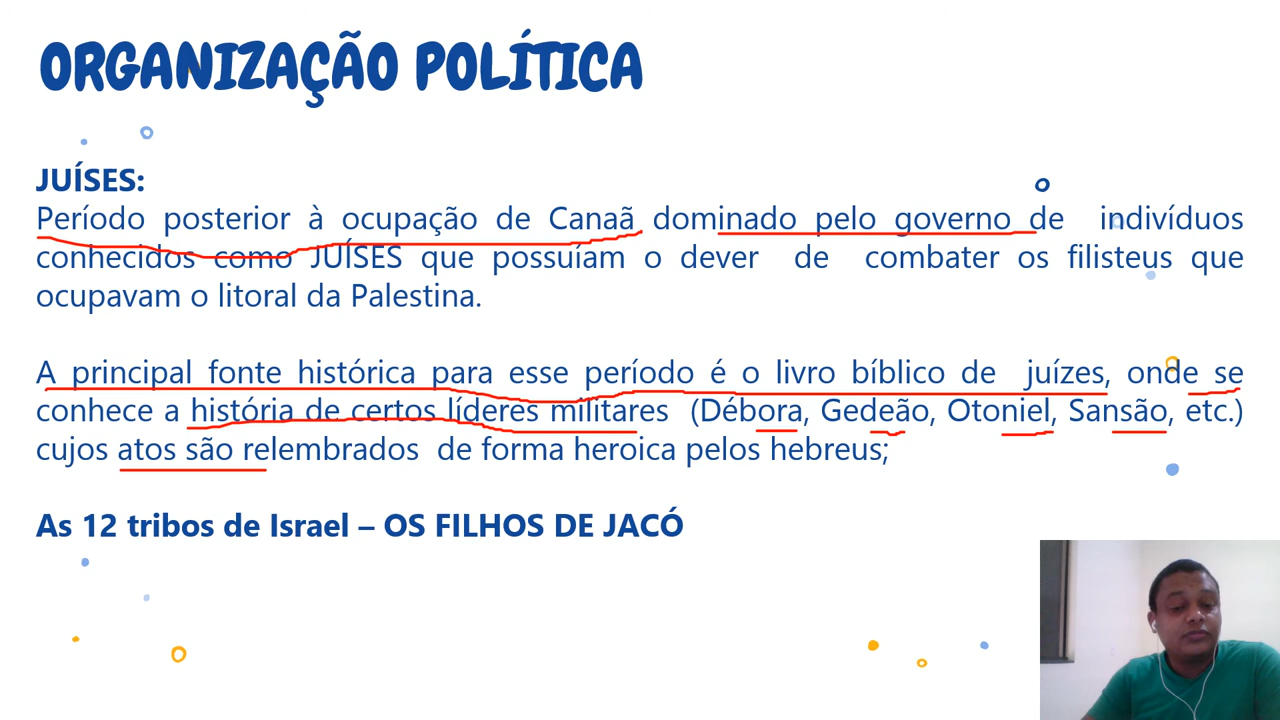 ORGANIZAÇÃO POLÍTICA
JUÍSES:
Período posterior à ocupação de Canaã dominado pelo governo de indivíduos
conhecidos como JUÍSES que possuíam o dever de combater os filisteus que
ocupavam o litoral da Palestina.
A principal fonte histórica para esse período é o livro bíblico de juízes, onde se
conhece a história de certos líderes militares (Débora, Gedeão, Otoniel, Sansão, etc.)
cujos atos são relembrados de forma heroica pelos hebreus;
As 12 tribos de Israel – OS FILHOS DE JACÓ